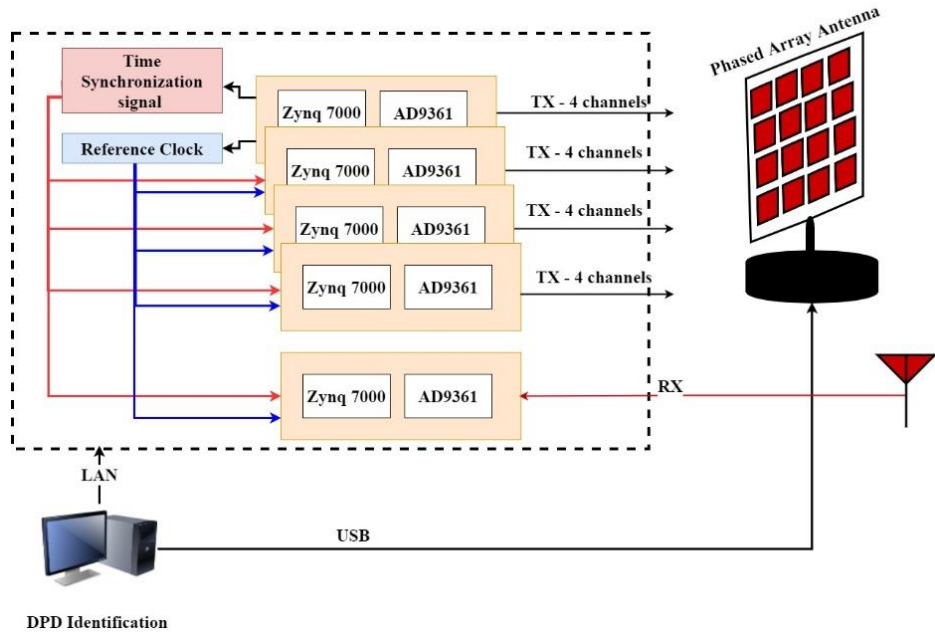 Time
Synchronization
signal
Reference Clock
Zynq 7000
AD9361
TX - 4 channels
Zynq 7000
AD9361
TX - 4 channels
Zynq 7000
AD9361
TX - 4 channels
Zynq 7000
AD9361
TX - 4 channels
Zynq 7000
AD9361
RX
Phased Array Antenna
LAN
USB
DPD Identification